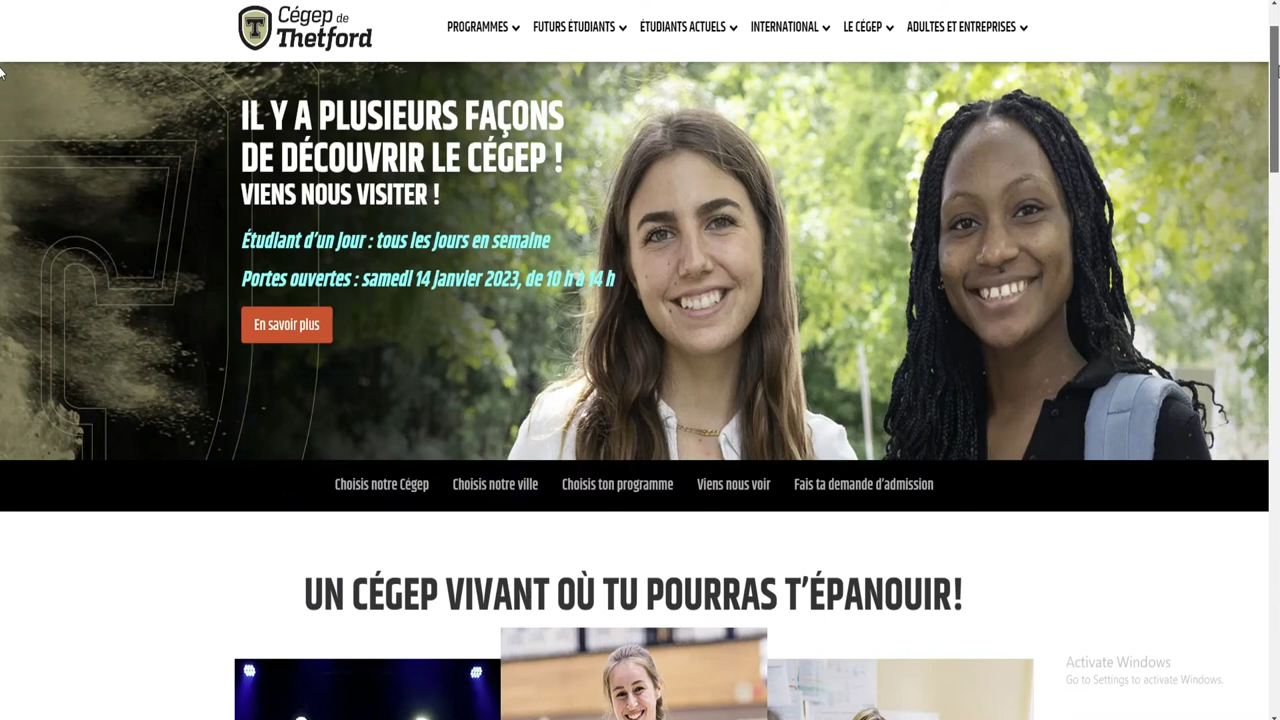 Cégep de
Thetford
PROGRAMMES FUTURS ÉTUDIANTS ÉTUDIANTS ACTUELS INTERNATIONAL LE CÉGEP ADULTES ET ENTREPRISES
IL Y A PLUSIEURS FAÇONS
DE DÉCOUVRIR LE CÉGEP !
VIENS NOUS VISITER !
Étudiant d'un jour : tous les jours en semaine
Portes ouvertes : samedi 14 janvier 2023, de 10 h à 14 h
En savoir plus
Choisis notre Cégep Choisis notre ville Choisis ton programme Viens nous voir Fais ta demande d'admission
UN CÉGEP VIVANT OÙ TU POURRAS T'ÉPANOUIR!
Activate Windows
Go to Settings to activate Windows.